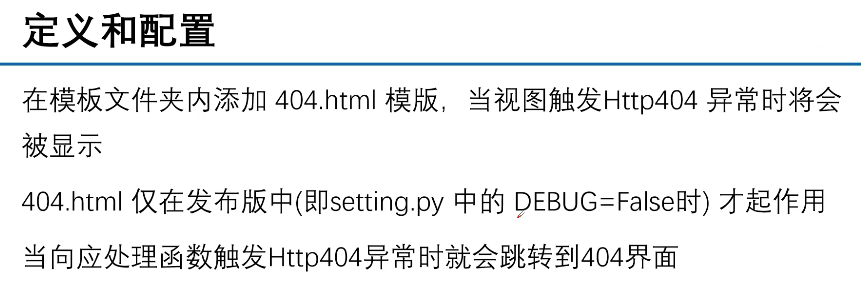 定义和配置
在模板文件夹内添加 404.html 模版，当视图触发Http404 异常时将会
被显示
404.html 仅在发布版中(即setting.py 中的 DEBUG=False时) 才起作用
当向应处理函数触发Http404异常时就会跳转到404界面